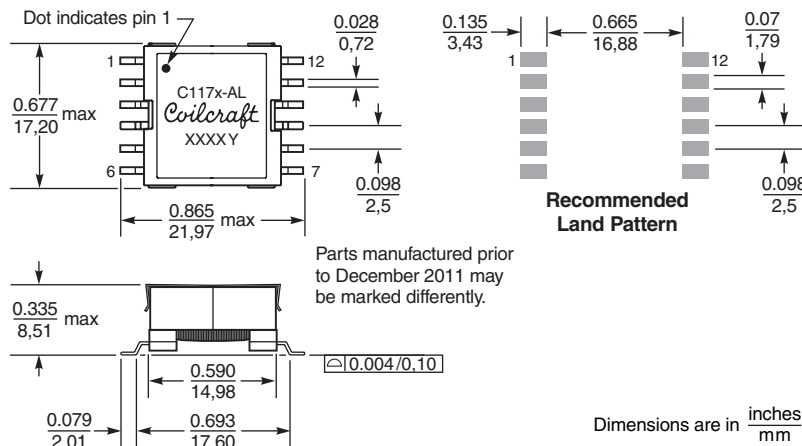 Dot indicates pin 1
0.028
0,72
0.135
3,43
0.665
16,88
0.07
1,79
1
12
1
12
C117x-AL
Coilcraft
XXXXY
0.677
17,20
max
6
7
0.098
2,5
0.098
2,5
0.865
21,97
max
Recommended
Land Pattern
Parts manufactured prior
to December 2011 may
be marked differently.
0.335
8,51
max
0.004/0,10
0.590
14,98
0.079
2,01
0.693
17,60
Dimensions are in inches
mm